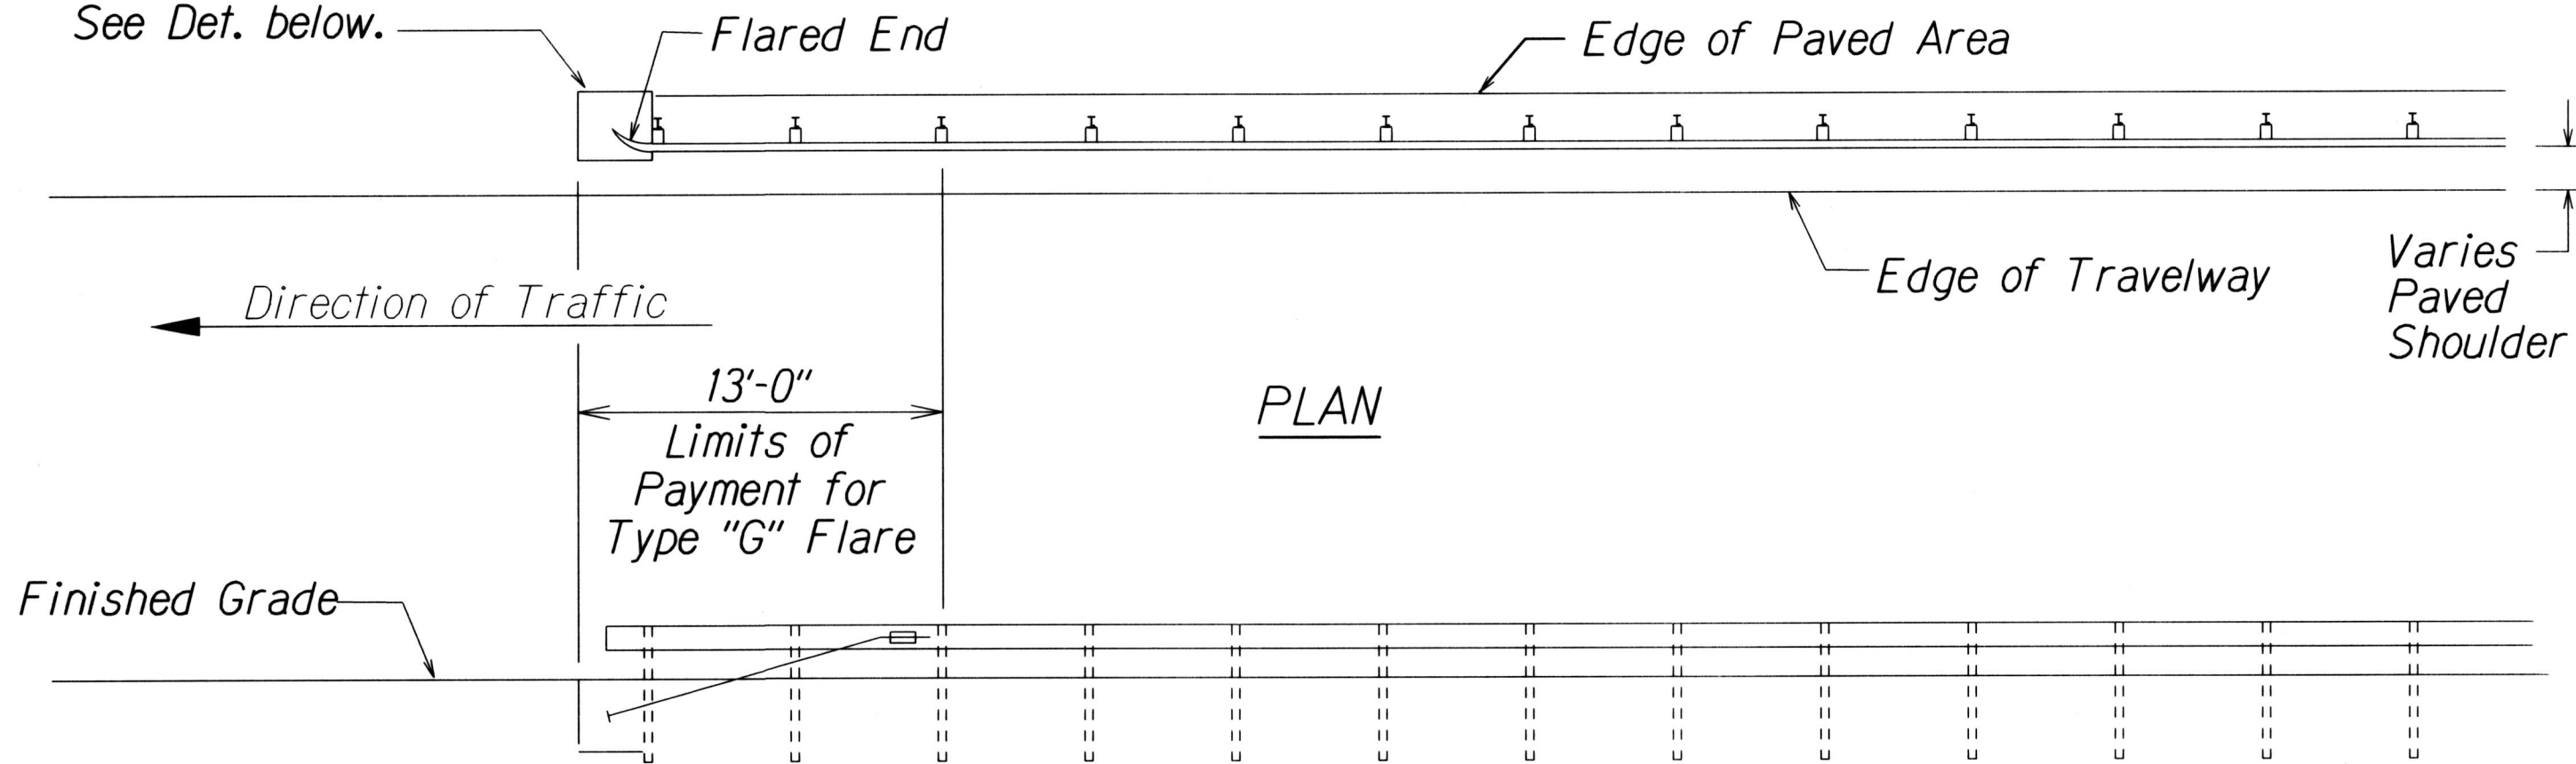 See Det. below.
Flared End
Edge of Paved Area
Edge of Travelway
Varies
Paved
Shoulder
Direction of Traffic
13'-0"
Limits of
Payment for
Type "G" Flare
PLAN
Finished Grade